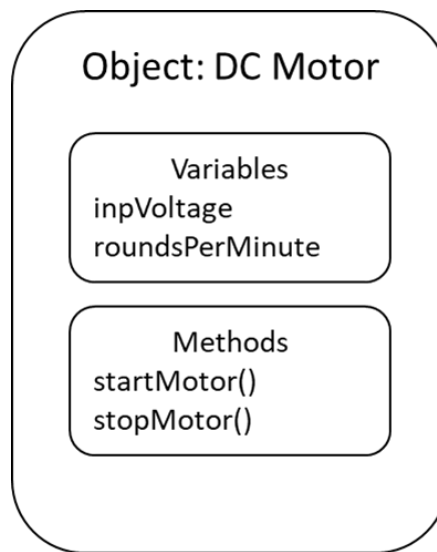 Object: DC Motor
Variables
inpVoltage
roundsPerMinute
Methods
startMotor()
stopMotor()